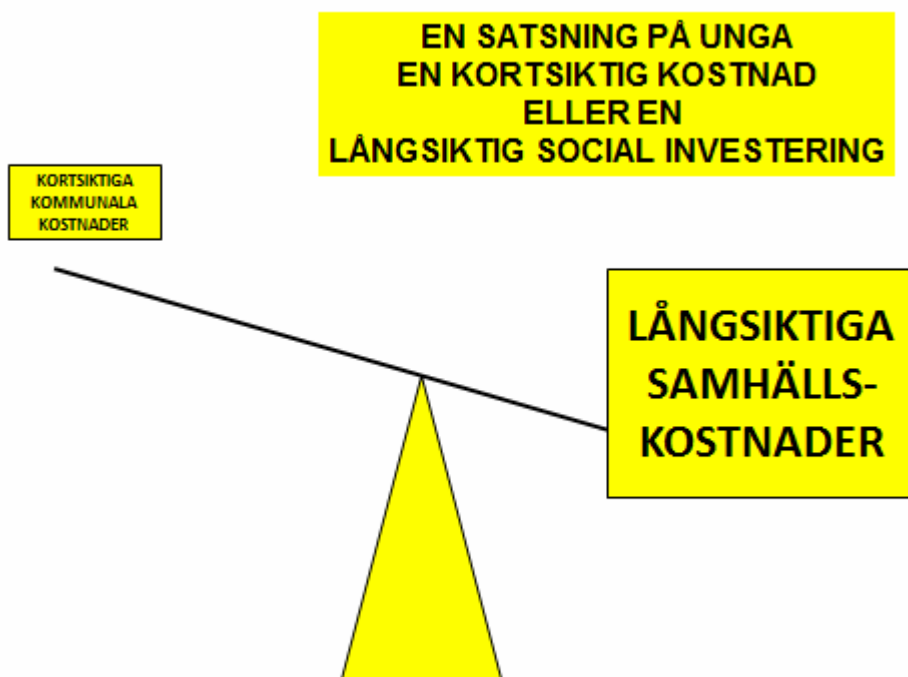 EN SATSNING PÅ UNGA
EN KORTSIKTIG KOSTNAD
ELLER EN
LÅNGSIKTIG SOCIAL INVESTERING
KORTSIKTIGA
KOMMUNALA
KOSTNADER
LÅNGSIKTIGA
SAMHÄLLS-
KOSTNADER